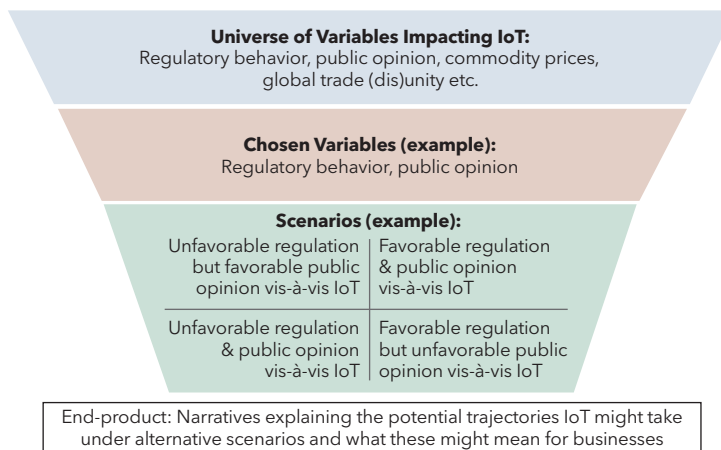 Universe of Variables Impacting IoT:
Regulatory behavior, public opinion, commodity prices,
global trade (dis)unity etc.
Chosen Variables (example):
Regulatory behavior, public opinion
Scenarios (example):
Unfavorable regulation
but favorable public
opinion vis-à-vis IoT
Favorable regulation
& public opinion
vis-à-vis IoT
Unfavorable regulation
& public opinion
vis-à-vis IoT
Favorable regulation
but unfavorable public
opinion vis-à-vis IoT
End-product: Narratives explaining the potential trajectories IoT might take
under alternative scenarios and what these might mean for businesses